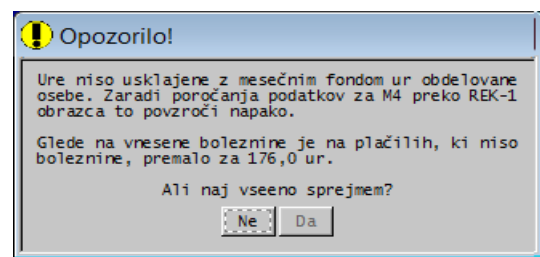 Opozorilo!
Ure niso usklajene z mesečnim fondom ur obdelovane
osebe. Zaradi poročanja podatkov za M4 preko REK-1
obrazca to povzroči napako.
Glede na vnesene boleznine je na plačilih, ki niso
boleznine, premalo za 176,0 ur.
Ali naj vseeno sprejmem?
Ne Da